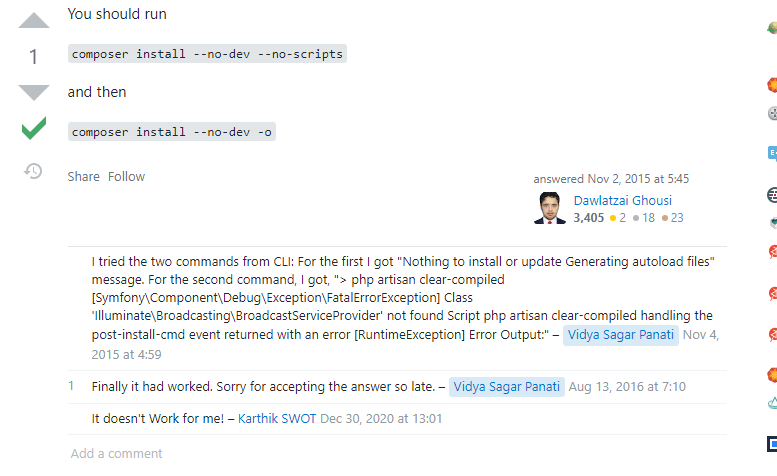 You should run
1
composer install --no-dev --no-scripts
and then
composer install --no-dev -o
Share Follow
answered Nov 2, 2015 at 5:45
Dawlatzai Ghousi
3,405 2 18 23
I tried the two commands from CLI: For the first I got "Nothing to install or update Generating autoload files"
message. For the second command, I got, "> php artisan clear-compiled
[Symfony\Component\Debug\Exception\FatalErrorException] Class
'Illuminate\Broadcasting\BroadcastServiceProvider' not found Script php artisan clear-compiled handling the
post-install-cmd event returned with an error [RuntimeException] Error Output:" – Vidya Sagar Panati Nov 4,
2015 at 4:59
1 Finally it had worked. Sorry for accepting the answer so late. – Vidya Sagar Panati Aug 13, 2016 at 7:10
It doesn't Work for me! – Karthik SWOT Dec 30, 2020 at 13:01
Add a comment